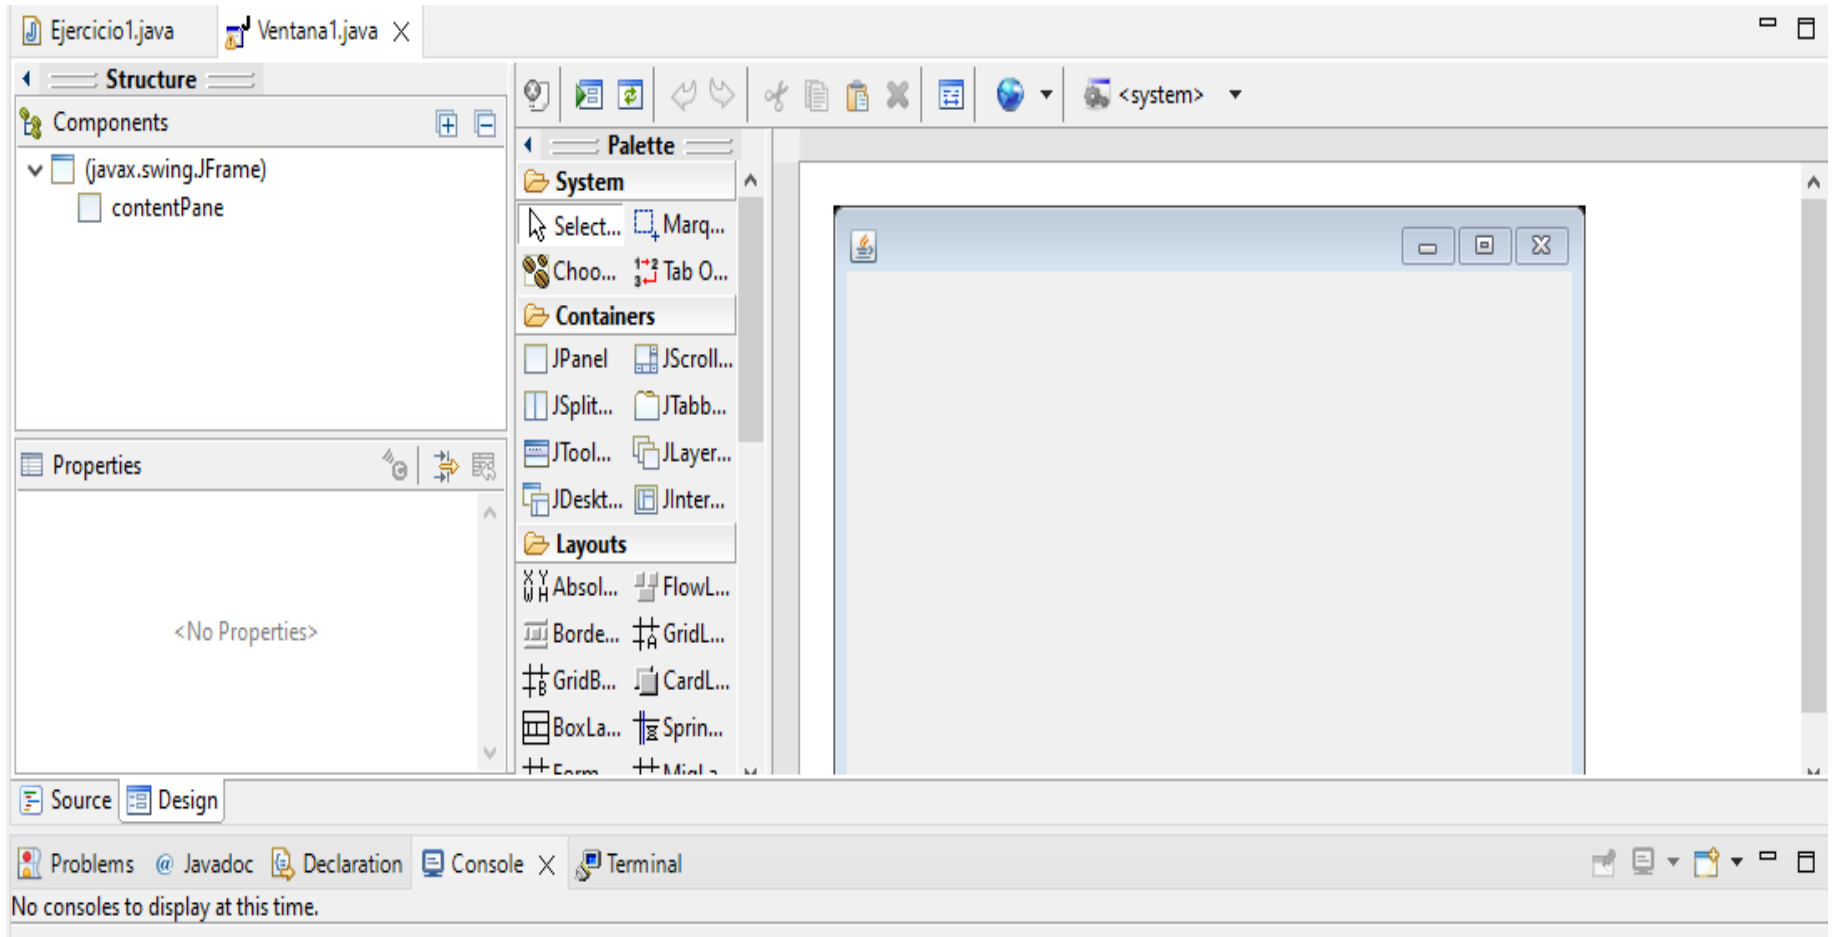 Ejercicio1.java Ventana1.java
Structure
Components
(javax.swing.JFrame)
contentPane
Properties
<No Properties>
<system>
Palette
System
Select... Marq...
Choo... Tab O...
Containers
JPanel JScroll...
JSplit... JTabb...
JTool... JLayer...
JDeskt... JInter...
Layouts
Absol... FlowL...
Borde... GridL...
GridB... CardL...
BoxLa... Sprin...
Source Design
Problems @ Javadoc Declaration Console Terminal
No consoles to display at this time.